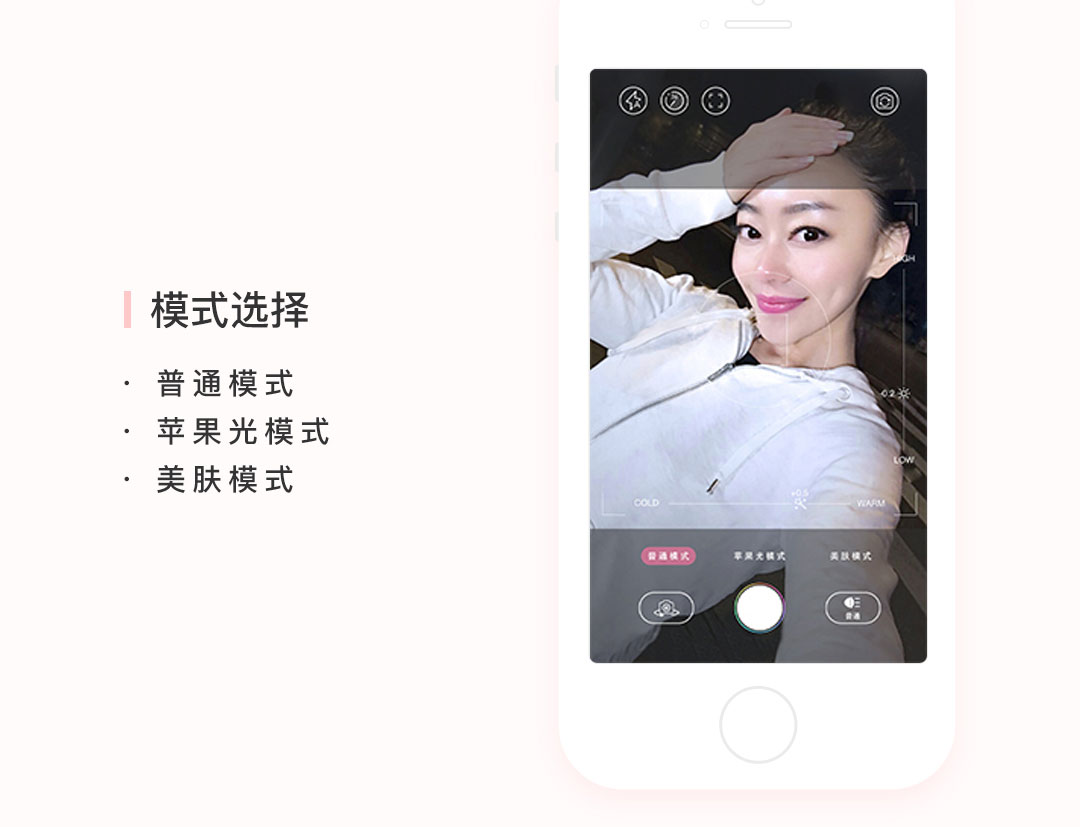 模式选择
· 普通模式
· 苹果光模式
· 美肤模式
HIGH
-0.2
LOW
+0.5
COLD
WARM
普通模式 苹果光模式 美肤模式
普通